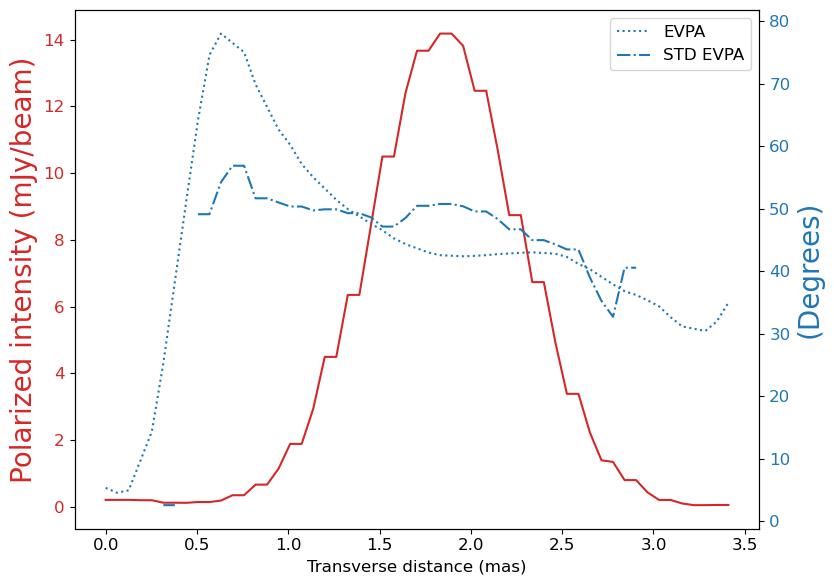 EVPA
STD EVPA
Polarized intensity (mJy/beam)
14
12
10
8
6
4
2
0
80
70
60
50
40
30
20
10
0
(Degrees)
0.0 0.5 1.0 1.5 2.0 2.5 3.0 3.5
Transverse distance (mas)